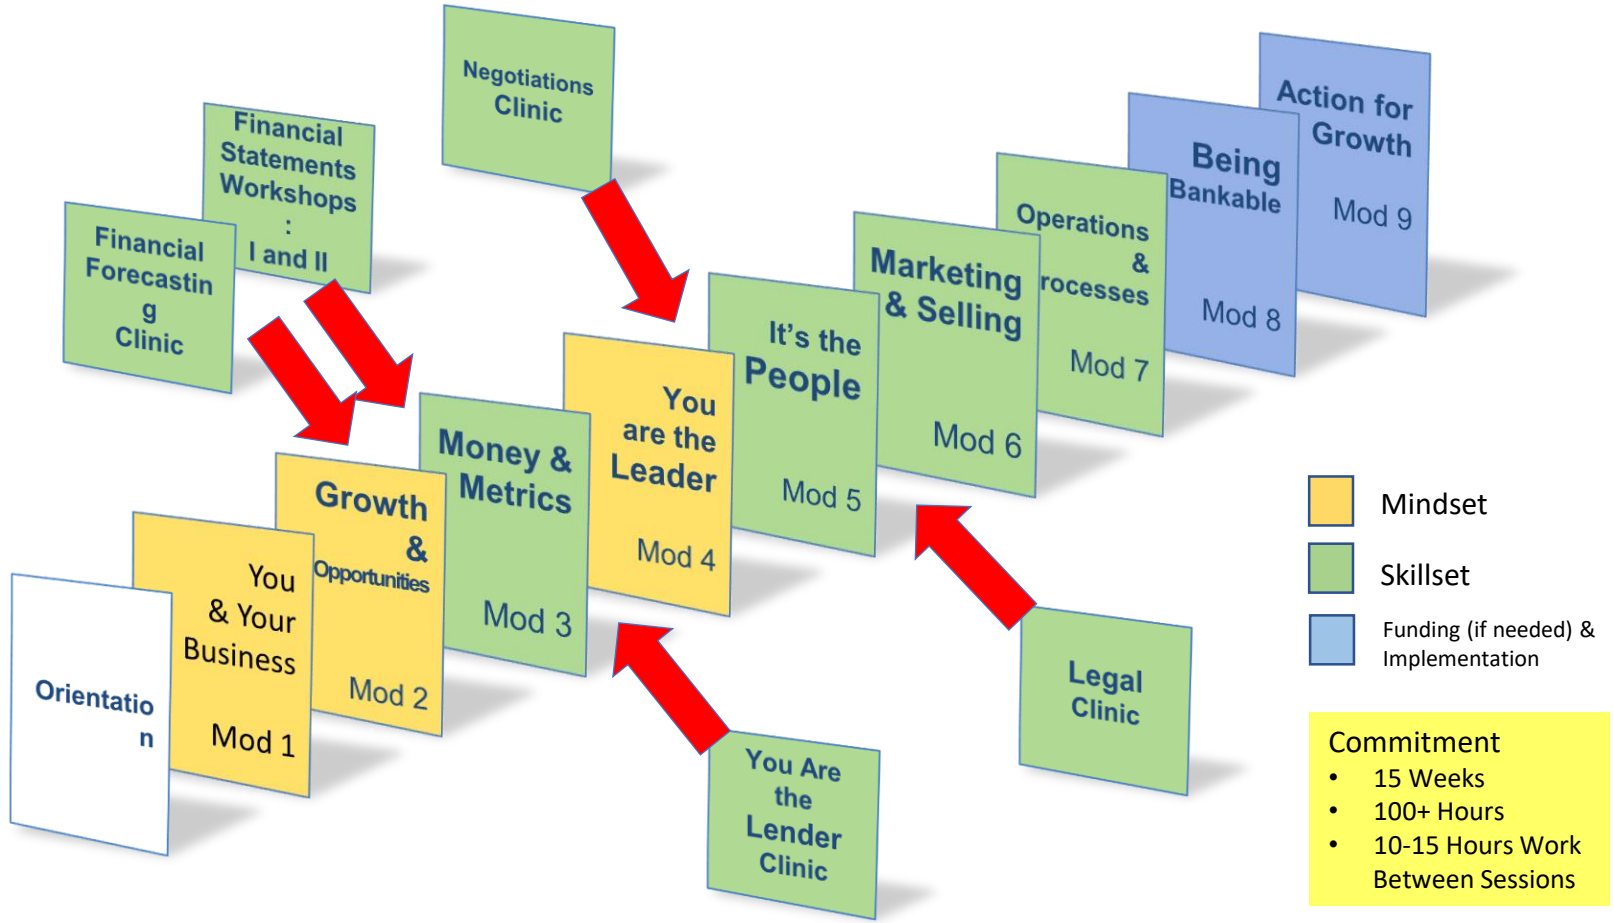 Negotiations
Clinic
Financial
Statements
Workshops
:
I and II
Financial
Forecastin
g
Clinic
Orientatio
n
You
& Your
Business
Mod 1
Growth
&
Opportunities
Mod 2
Money &
Metrics
Mod 3
You
are the
Leader
Mod 4
It's the
People
Mod 5
Marketing
& Selling
Mod 6
Operations
&
rocesses
Mod 7
Being
Bankable
Mod 8
Action for
Growth
Mod 9
You Are
the
Lender
Clinic
Legal
Clinic
Mindset
Skillset
Funding (if needed) &
Implementation
Commitment
• 15 Weeks
• 100+ Hours
• 10-15 Hours Work
Between Sessions